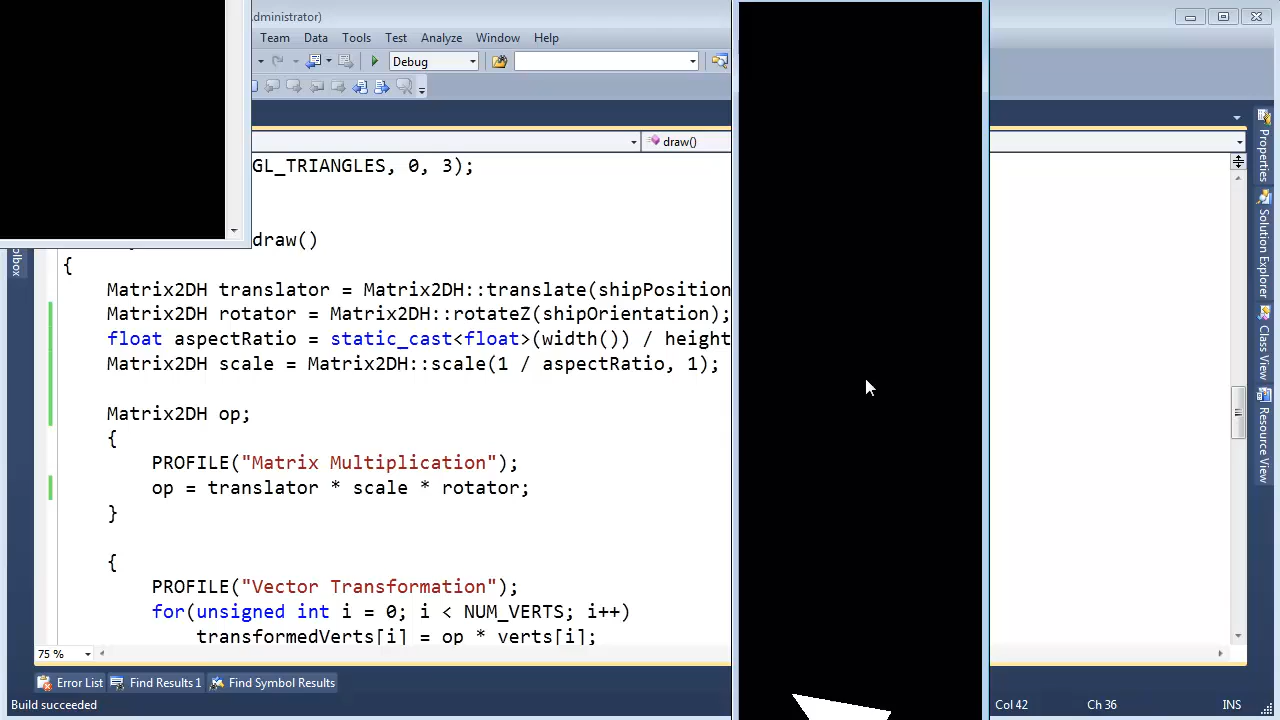 dministrator)
Team Data Tools Test Analyze Window Help
Debug
draw()
GL_TRIANGLES, 0, 3);
draw()
{
Matrix2DH translator = Matrix2DH::translate(shipPosition
Matrix2DH rotator = Matrix2DH::rotateZ(shipOrientation);
float aspectRatio = static_cast<float>(width()) / height
Matrix2DH scale = Matrix2DH::scale(1 / aspectRatio, 1);
Matrix2DH op;
{
PROFILE("Matrix Multiplication");
op = translator * scale * rotator;
}
{
PROFILE("Vector Transformation");
for(unsigned int i = 0; i < NUM_VERTS; i++)
transformedVerts[i] = op * verts[i];
75 %
Error List Find Results 1 Find Symbol Results
Build succeeded Col 42 Ch 36 INS
Properties
Solution Explorer
Class View
Resource View
olbox